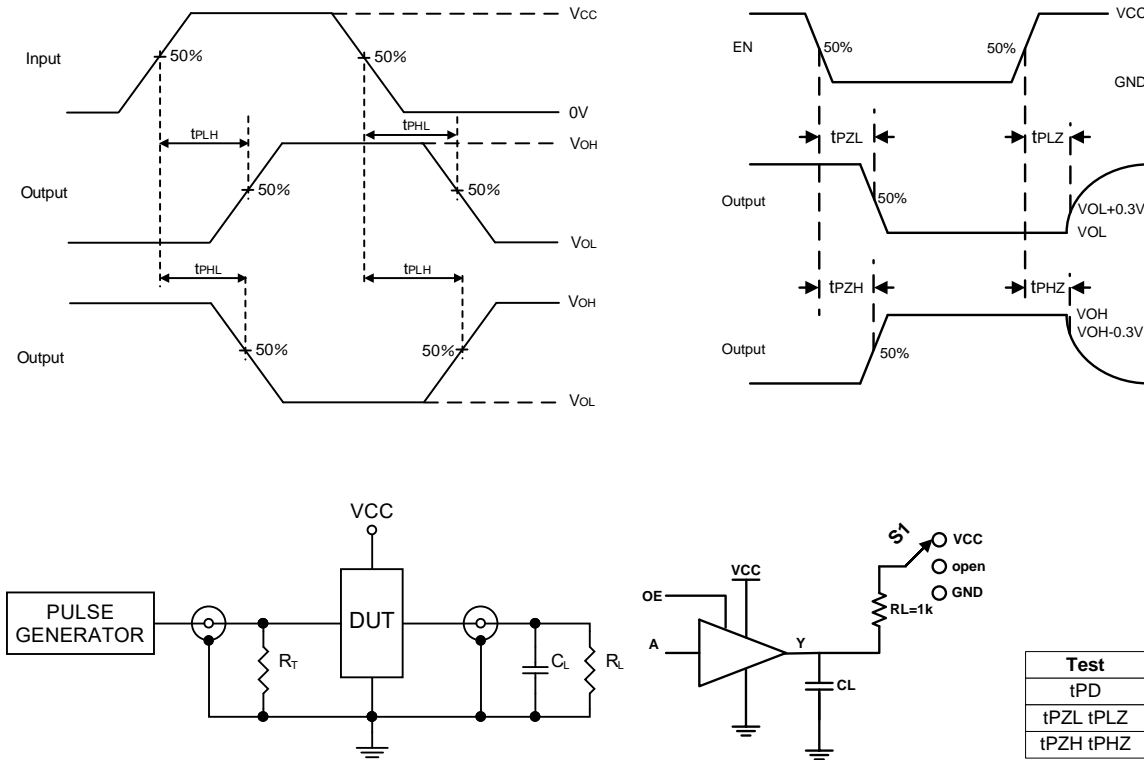 VCC
Input
50%
50%
0V
tPLH
tPHL
VOH
Output
50%
50%
VOL
tPHL
tPLH
VOH
Output
50%
50%
VOL
VCC
EN
50%
50%
GND
tPZL
tPLZ
Output
50%
VOL+0.3V
VOL
tPZH
tPHZ
VOH
VOH-0.3V
Output
50%
VCC
PULSE
GENERATOR
DUT
RT
CL
RL
S1
VCC
open
GND
VCC
OE
RL=1k
A
Y
CL
Test
tPD
tPZL tPLZ
tPZH tPHZ